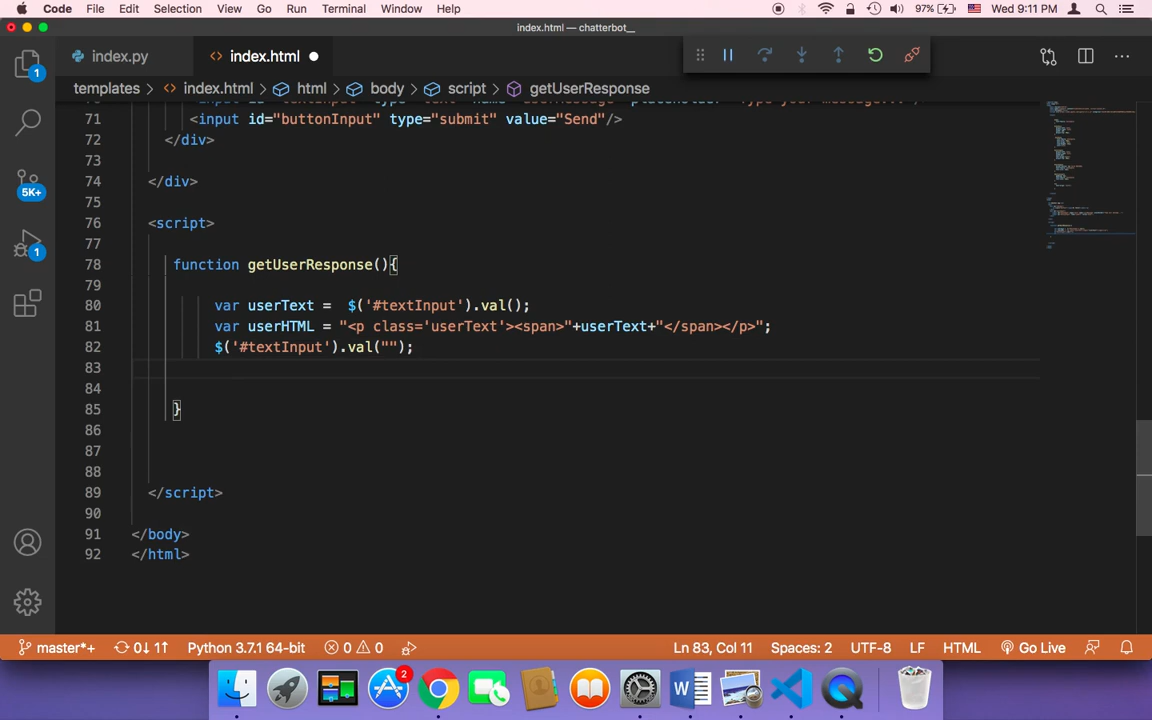 Code File Edit Selection View Go Run Terminal Window Help 97% Wed 9:11 PM
index.html — chatterbot__
index.py index.html
templates index.html html body script getUserResponse
71 <input id="buttonInput" type="submit" value="Send"/>
72 </div>
73
74 </div>
75
76 <script>
77
78 function getUserResponse(){
79
80 var userText = $('#textInput').val();
81 var userHTML = "<p class='userText'><span>"+userText+"</span></p>";
82 $('#textInput').val("");
83
84
85 }
86
87
88
89 </script>
90
91 </body>
92 </html>
1
5K+
1
master*+ 0↓ 1↑ Python 3.7.1 64-bit 0 0 Ln 83, Col 11 Spaces: 2 UTF-8 LF HTML Go Live
2